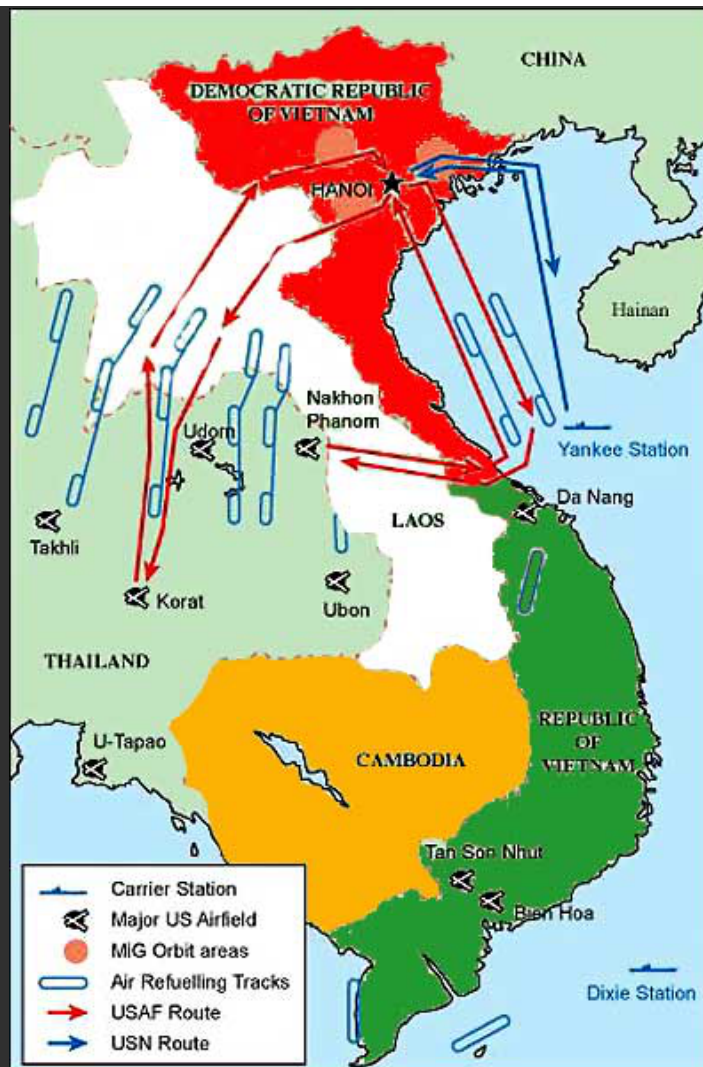 CHINA
DEMOCRATIC REPUBLIC
OF VIETNAM
HANOI
Hainan
Nakhon
Phanom
Udorn
Yankee Station
Da Nang
LAOS
Takhli
Korat
Ubon
THAILAND
REPUBLIC
OF
VIETNAM
U-Tapao
CAMBODIA
Tan Son Nhut
Bien Hoa
Dixie Station
Carrier Station
Major US Airfield
MiG Orbit areas
Air Refuelling Tracks
USAF Route
USN Route